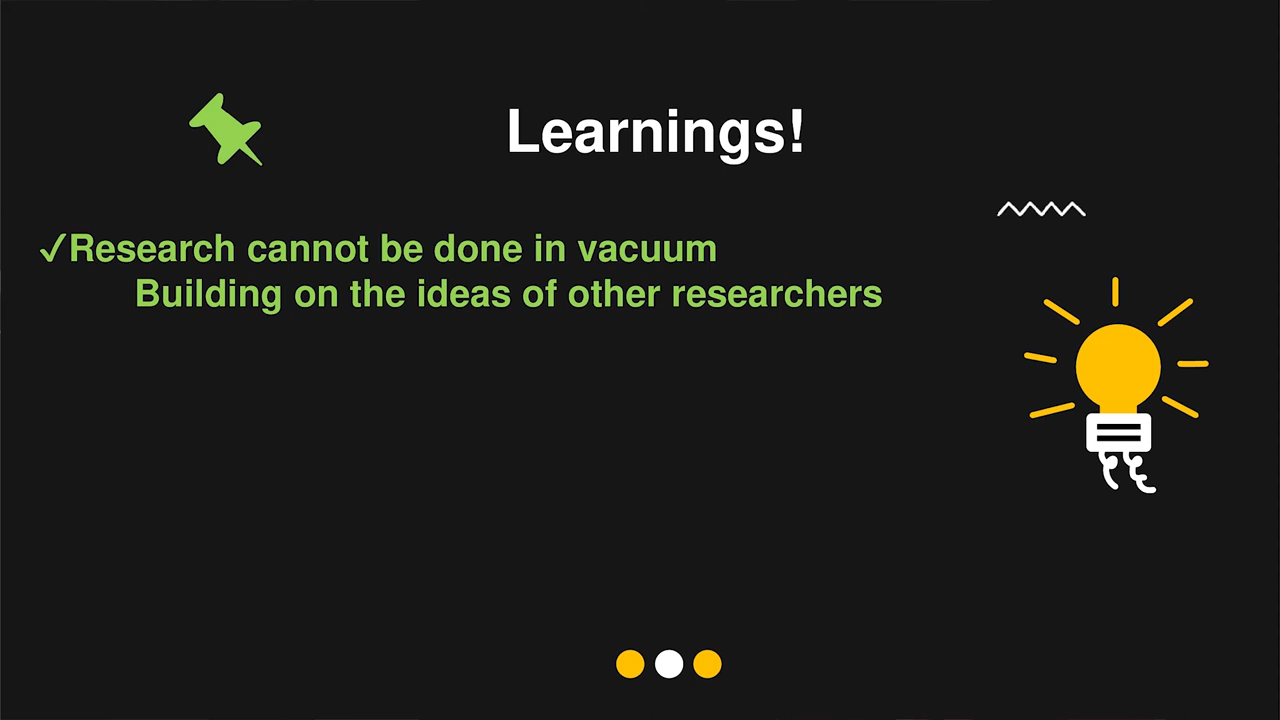 Learnings!
✓Research cannot be done in vacuum
Building on the ideas of other researchers